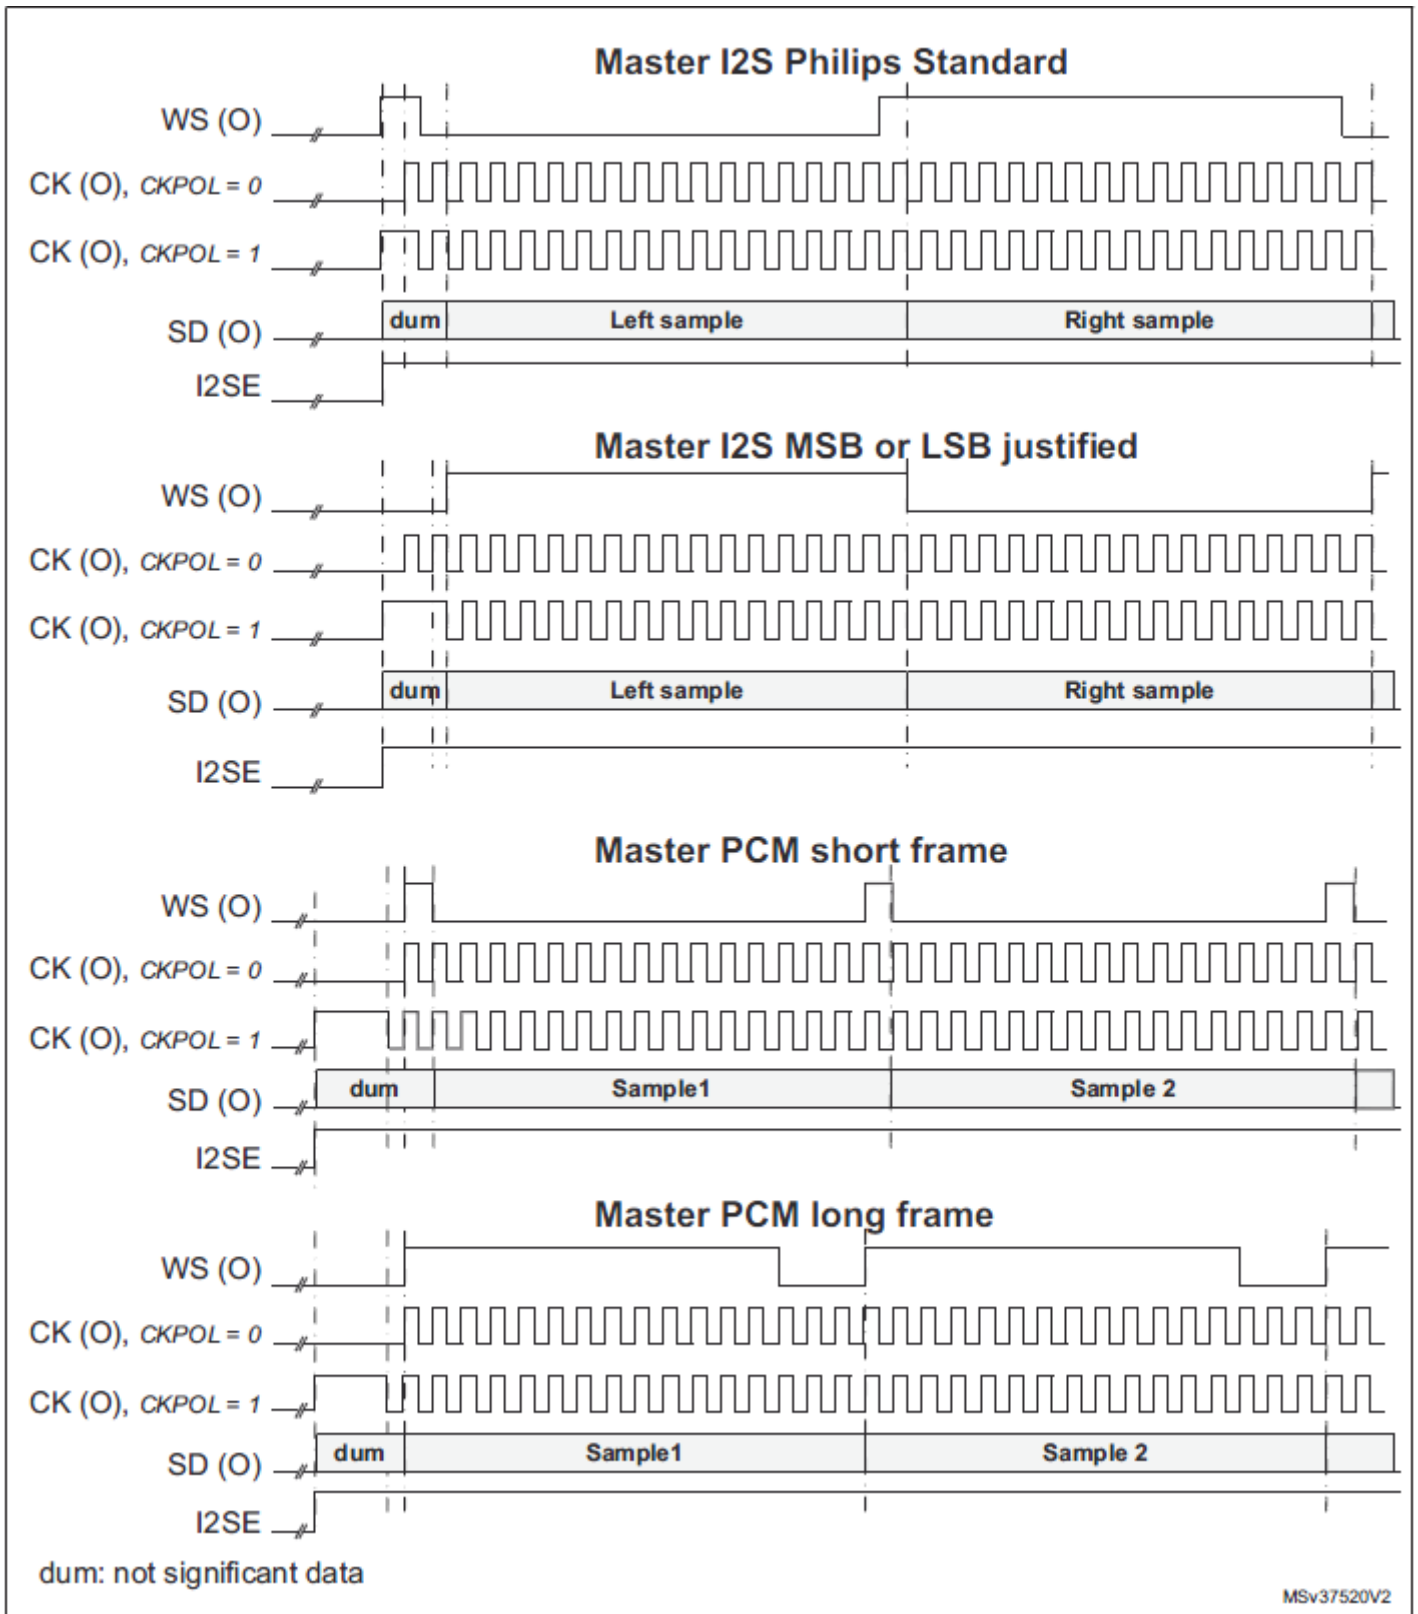 Master I2S Philips Standard
WS (O)
CK (O), CKPOL = 0
CK (O), CKPOL = 1
SD (O) dum Left sample Right sample
I2SE
Master I2S MSB or LSB justified
WS (O)
CK (O), CKPOL = 0
CK (O), CKPOL = 1
SD (O) dum Left sample Right sample
I2SE
Master PCM short frame
WS (O)
CK (O), CKPOL = 0
CK (O), CKPOL = 1
SD (O) dum Sample1 Sample 2
I2SE
Master PCM long frame
WS (O)
CK (O), CKPOL = 0
CK (O), CKPOL = 1
SD (O) dum Sample1 Sample 2
I2SE
dum: not significant data
MSv37520V2